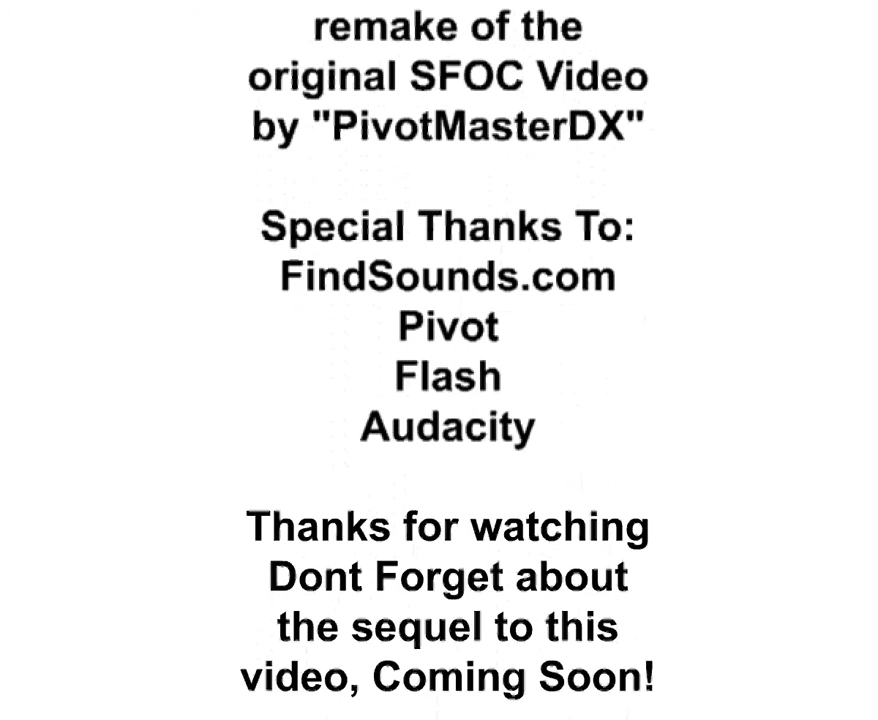 remake of the
original SFOC Video
by "PivotMasterDX"
Special Thanks To:
FindSounds.com
Pivot
Flash
Audacity
Thanks for watching
Dont Forget about
the sequel to this
video, Coming Soon!